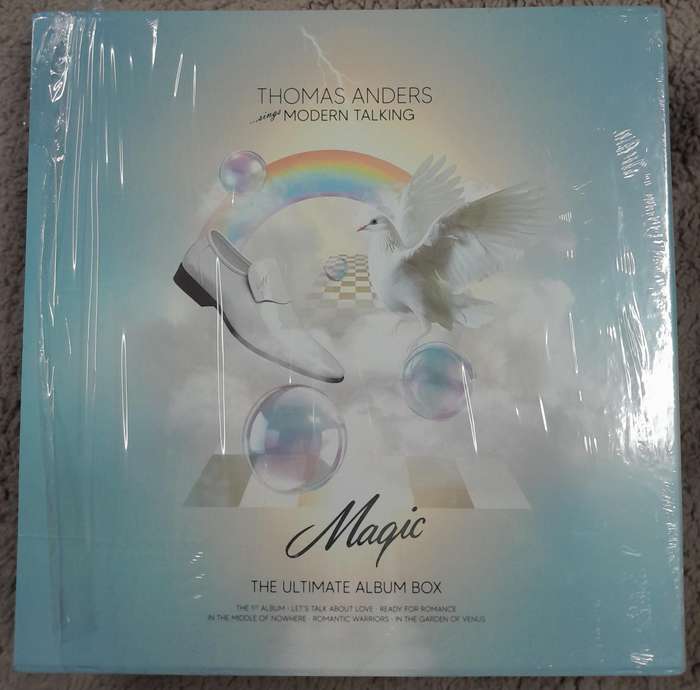 THOMAS ANDERS
...sings MODERN TALKING
Magic
THE ULTIMATE ALBUM BOX
THE 1ST ALBUM · LET'S TALK ABOUT LOVE · READY FOR ROMANCE
IN THE MIDDLE OF NOWHERE · ROMANTIC WARRIORS · IN THE GARDEN OF VENUS